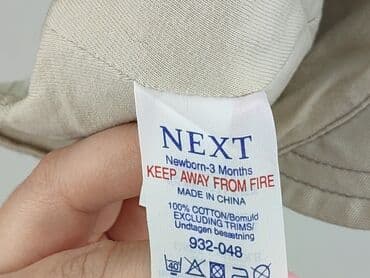 NEXT
Newborn-3 Months
KEEP AWAY FROM FIRE
MADE IN CHINA
100% COTTON/Bomuld
EXCLUDING TRIMS/
Undtagen besætning
932-048
40